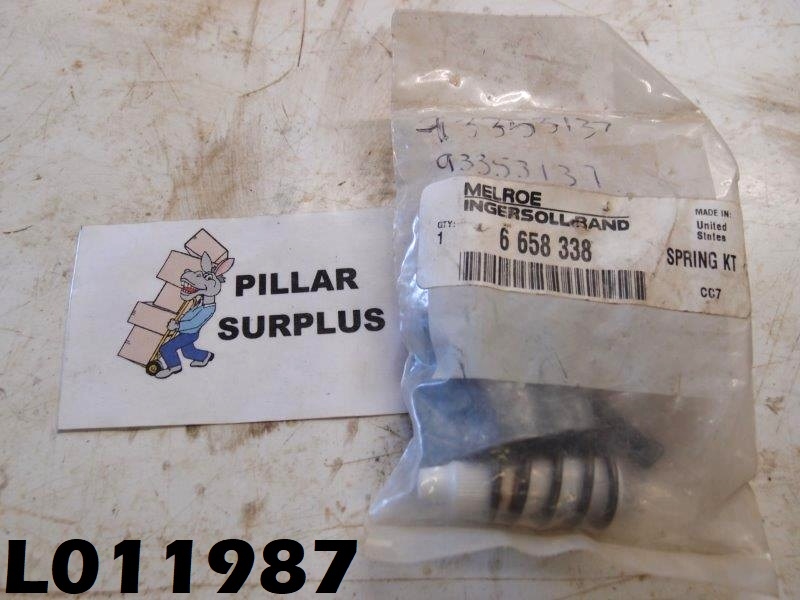 93353137
MELROE
INGERSOLL-RAND
QTY:
1
6 658 338
MADE IN:
United
States
SPRING KT
CC7
PILLAR
SURPLUS
L011987